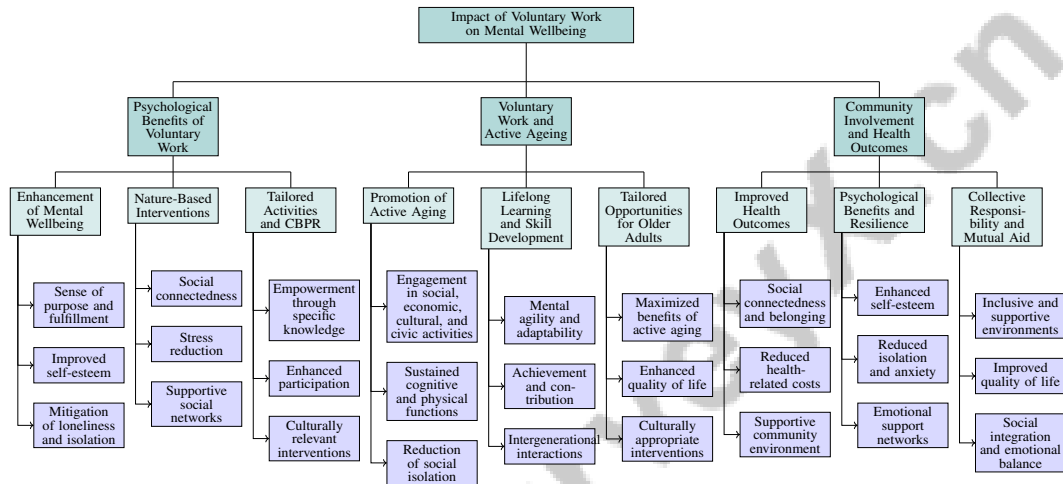 Impact of Voluntary Work
on Mental Wellbeing
Psychological
Benefits of
Voluntary
Work
Voluntary
Work and
Active Ageing
Community
Involvement
and Health
Outcomes
Enhancement
of Mental
Wellbeing
Nature-Based
Interventions
Tailored
Activities
and CBPR
Promotion of
Active Aging
Lifelong
Learning
and Skill
Development
Tailored
Opportunities
for Older
Adults
Improved
Health
Outcomes
Psychological
Benefits and
Resilience
Collective
Responsi-
bility and
Mutual Aid
Sense of
purpose and
fulfillment
Improved
self-esteem
Mitigation
of loneliness
and isolation
Social
connectedness
Stress
reduction
Supportive
social
networks
Empowerment
through
specific
knowledge
Enhanced
participation
Culturally
relevant
interventions
Engagement
in social,
economic,
cultural, and
civic activities
Sustained
cognitive
and physical
functions
Reduction
of social
isolation
Mental
agility and
adaptability
Achievement
and con-
tribution
Intergenerational
interactions
Maximized
benefits of
active aging
Enhanced
quality of life
Culturally
appropriate
interventions
Social
connectedness
and belonging
Reduced
health-
related costs
Supportive
community
environment
Enhanced
self-esteem
Reduced
isolation
and anxiety
Emotional
support
networks
Inclusive and
supportive
environments
Improved
quality of life
Social
integration
and emotional
balance